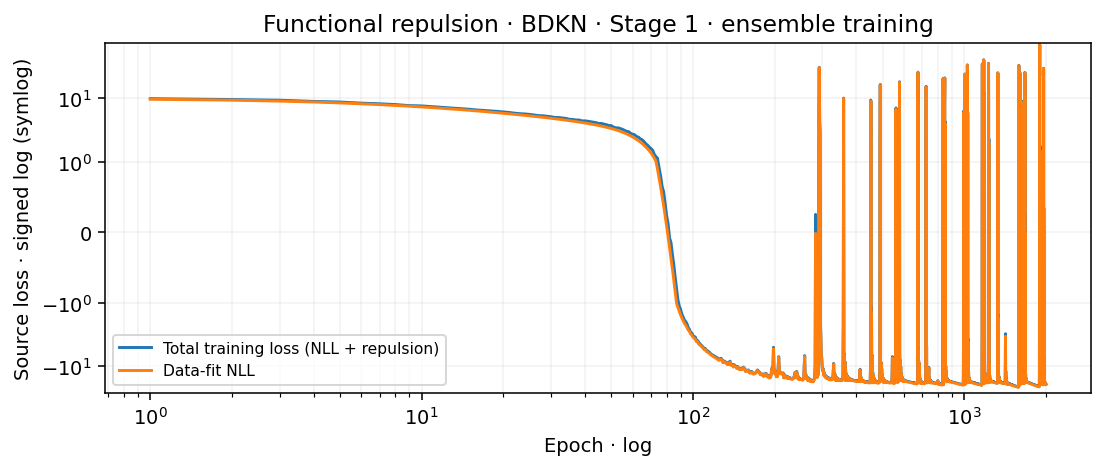 Functional repulsion · BDKN · Stage 1 · ensemble training
Source loss · signed log (symlog)
10¹
10⁰
0
−10⁰
−10¹
Total training loss (NLL + repulsion)
Data-fit NLL
10⁰ 10¹ 10² 10³
Epoch · log